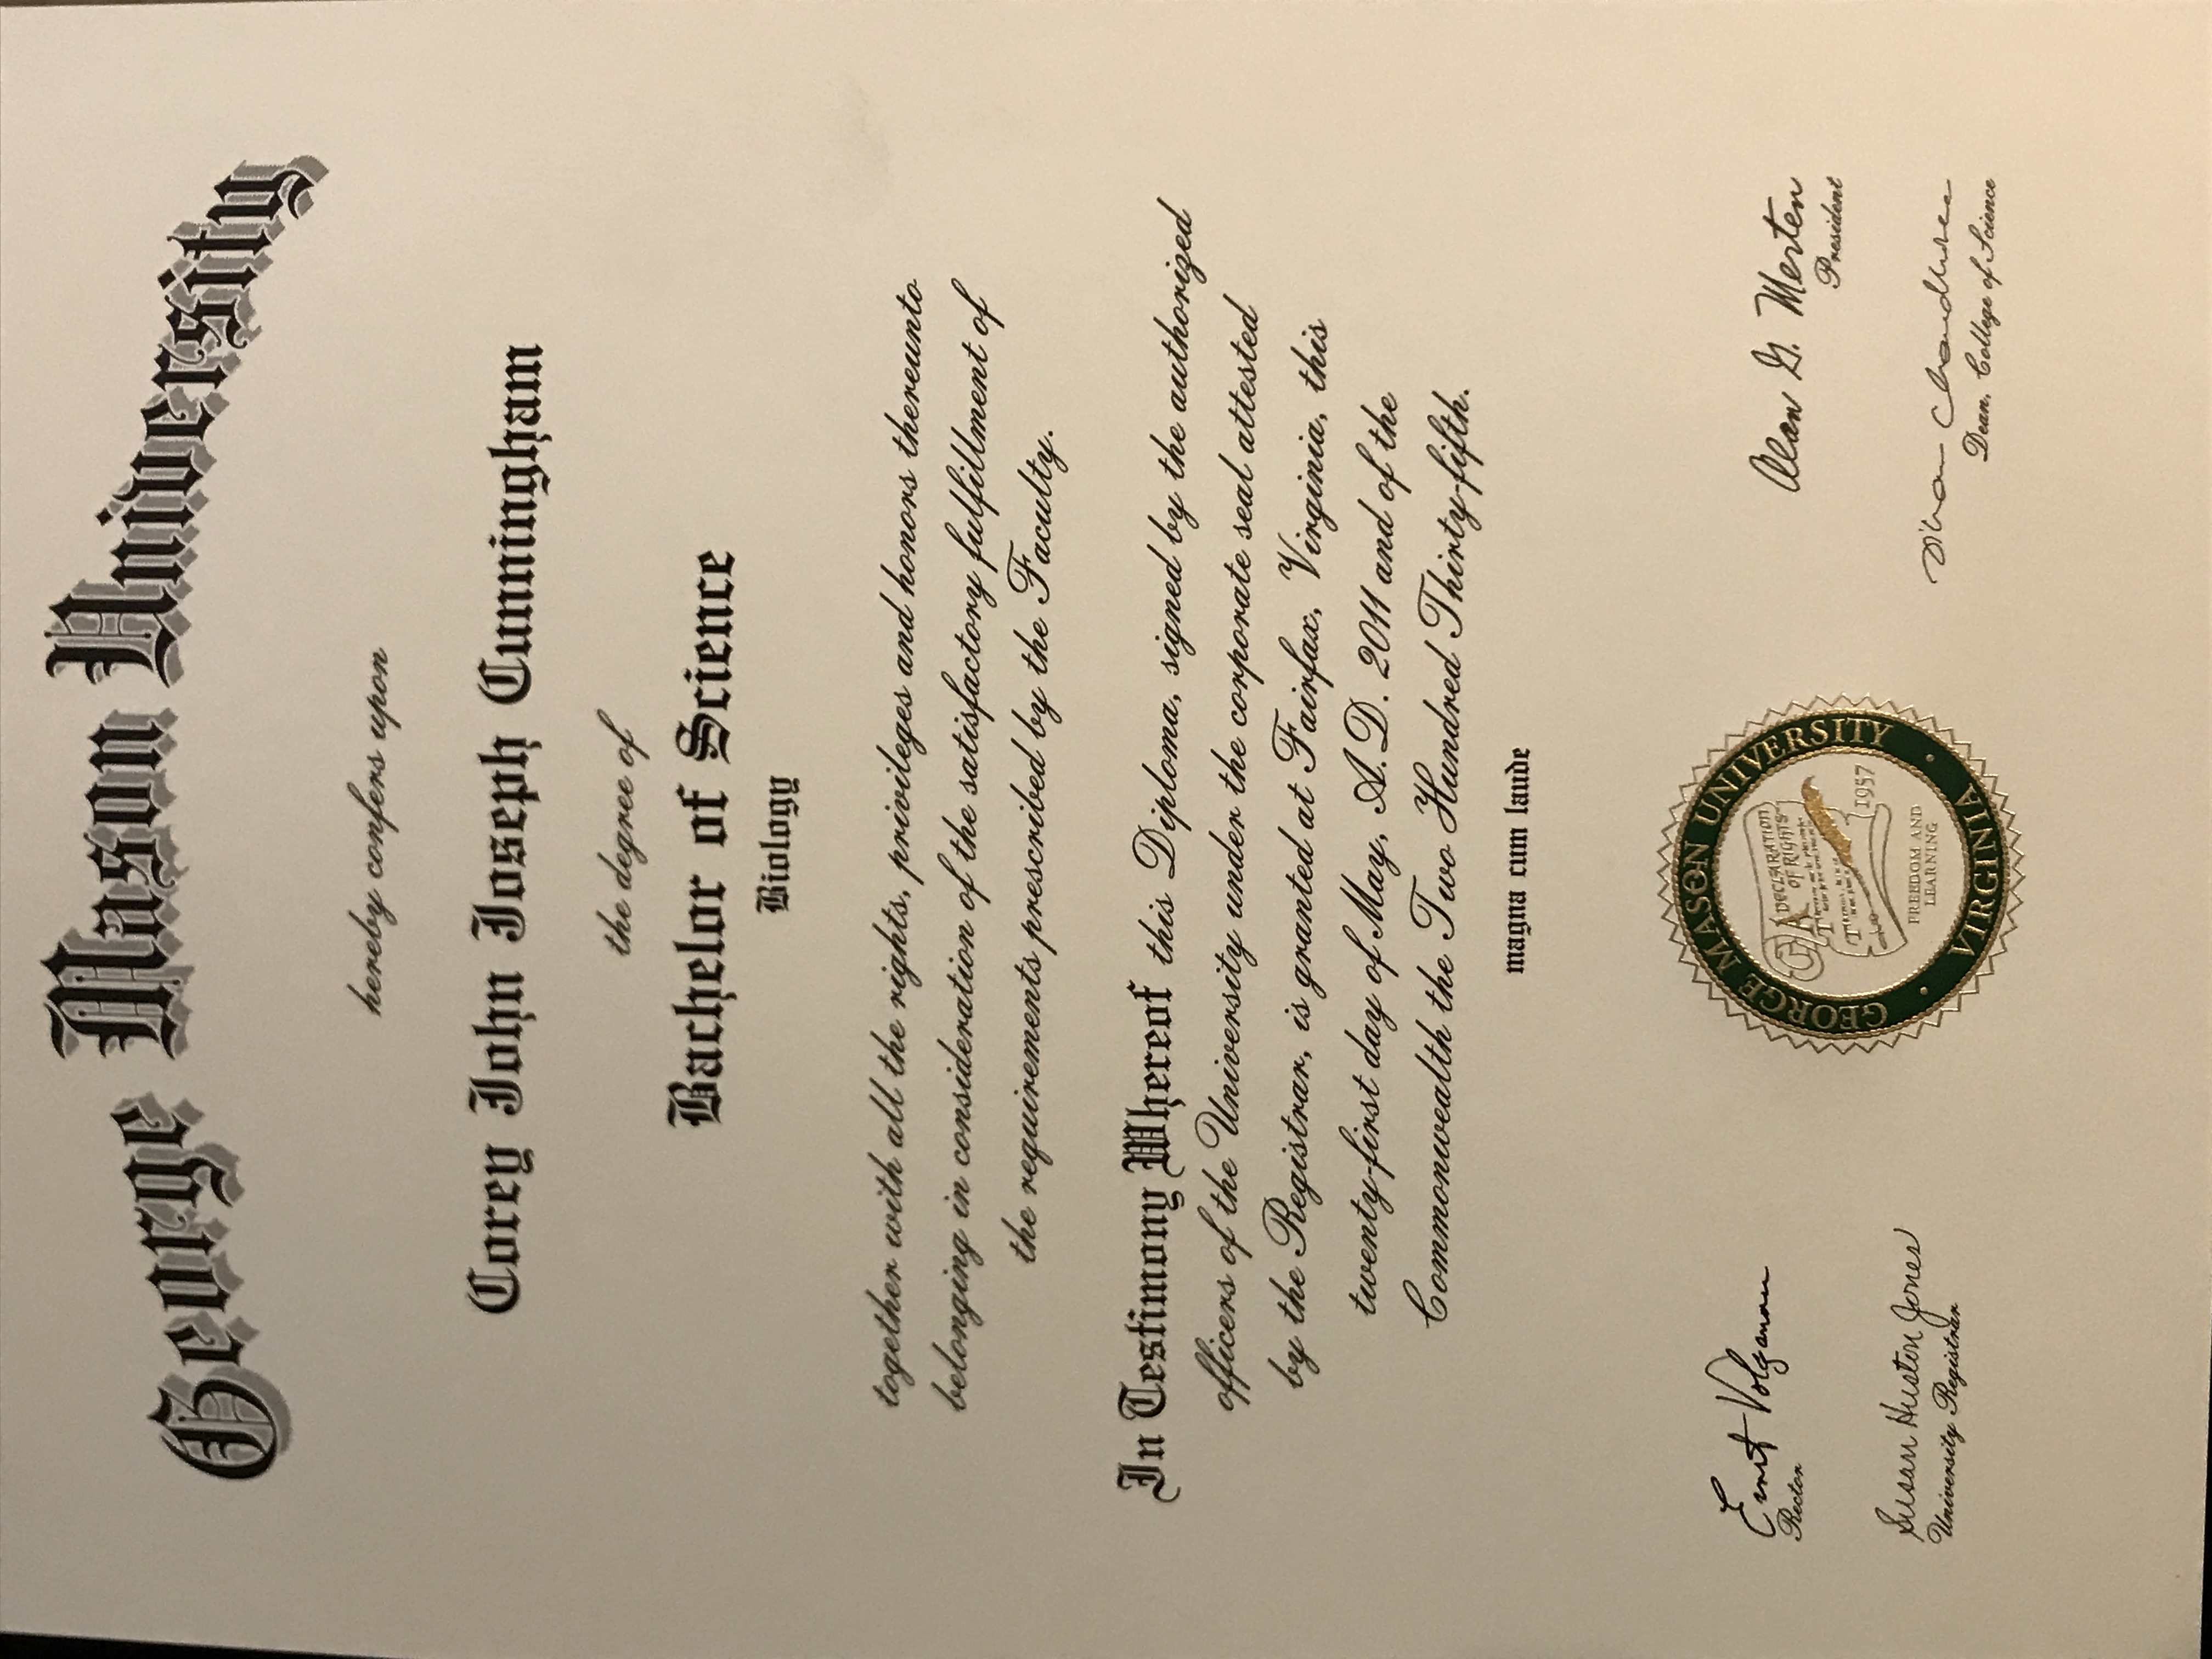 George Mason University
hereby confers upon
Corey John Joseph Cunningham
the degree of
Bachelor of Science
Biology
together with all the rights, privileges and honors thereunto
belonging in consideration of the satisfactory fulfillment of
the requirements prescribed by the Faculty.
In Testimony Whereof this Diploma, signed by the authorized
officers of the University under the corporate seal attested
by the Registrar, is granted at Fairfax, Virginia, this
twenty-first day of May, A.D. 2011 and of the
Commonwealth the Two Hundred Thirty-fifth.
magna cum laude
Ernst Volgenau
Rector
Susan Huston Jones
University Registrar
GEORGE MASON UNIVERSITY
A DECLARATION
OF RIGHTS
1957
FREEDOM AND
LEARNING
VIRGINIA
Alan G. Merten
President
Dean, College of Science